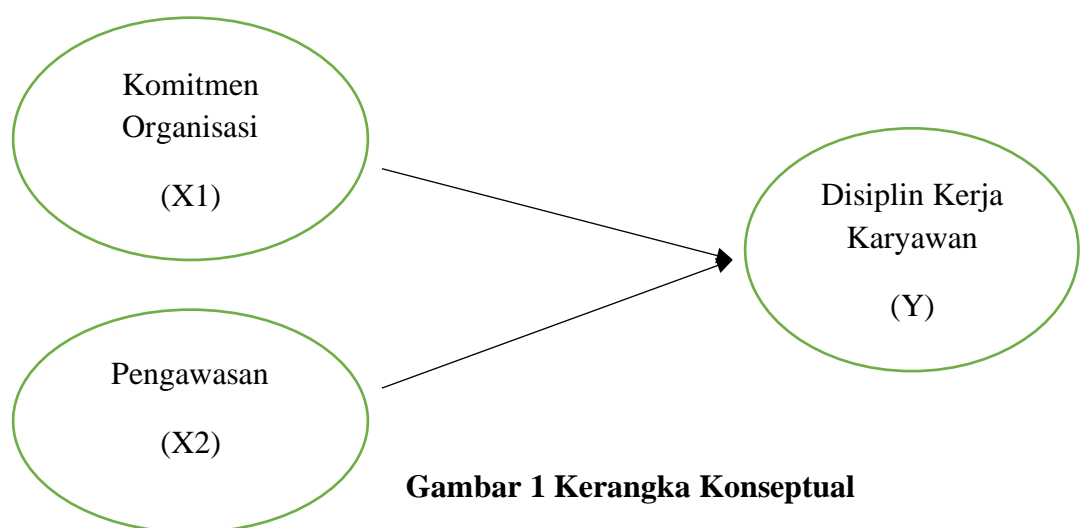 Komitmen
Organisasi
(X1)
Disiplin Kerja
Karyawan
(Y)
Pengawasan
(X2)
Gambar 1 Kerangka Konseptual